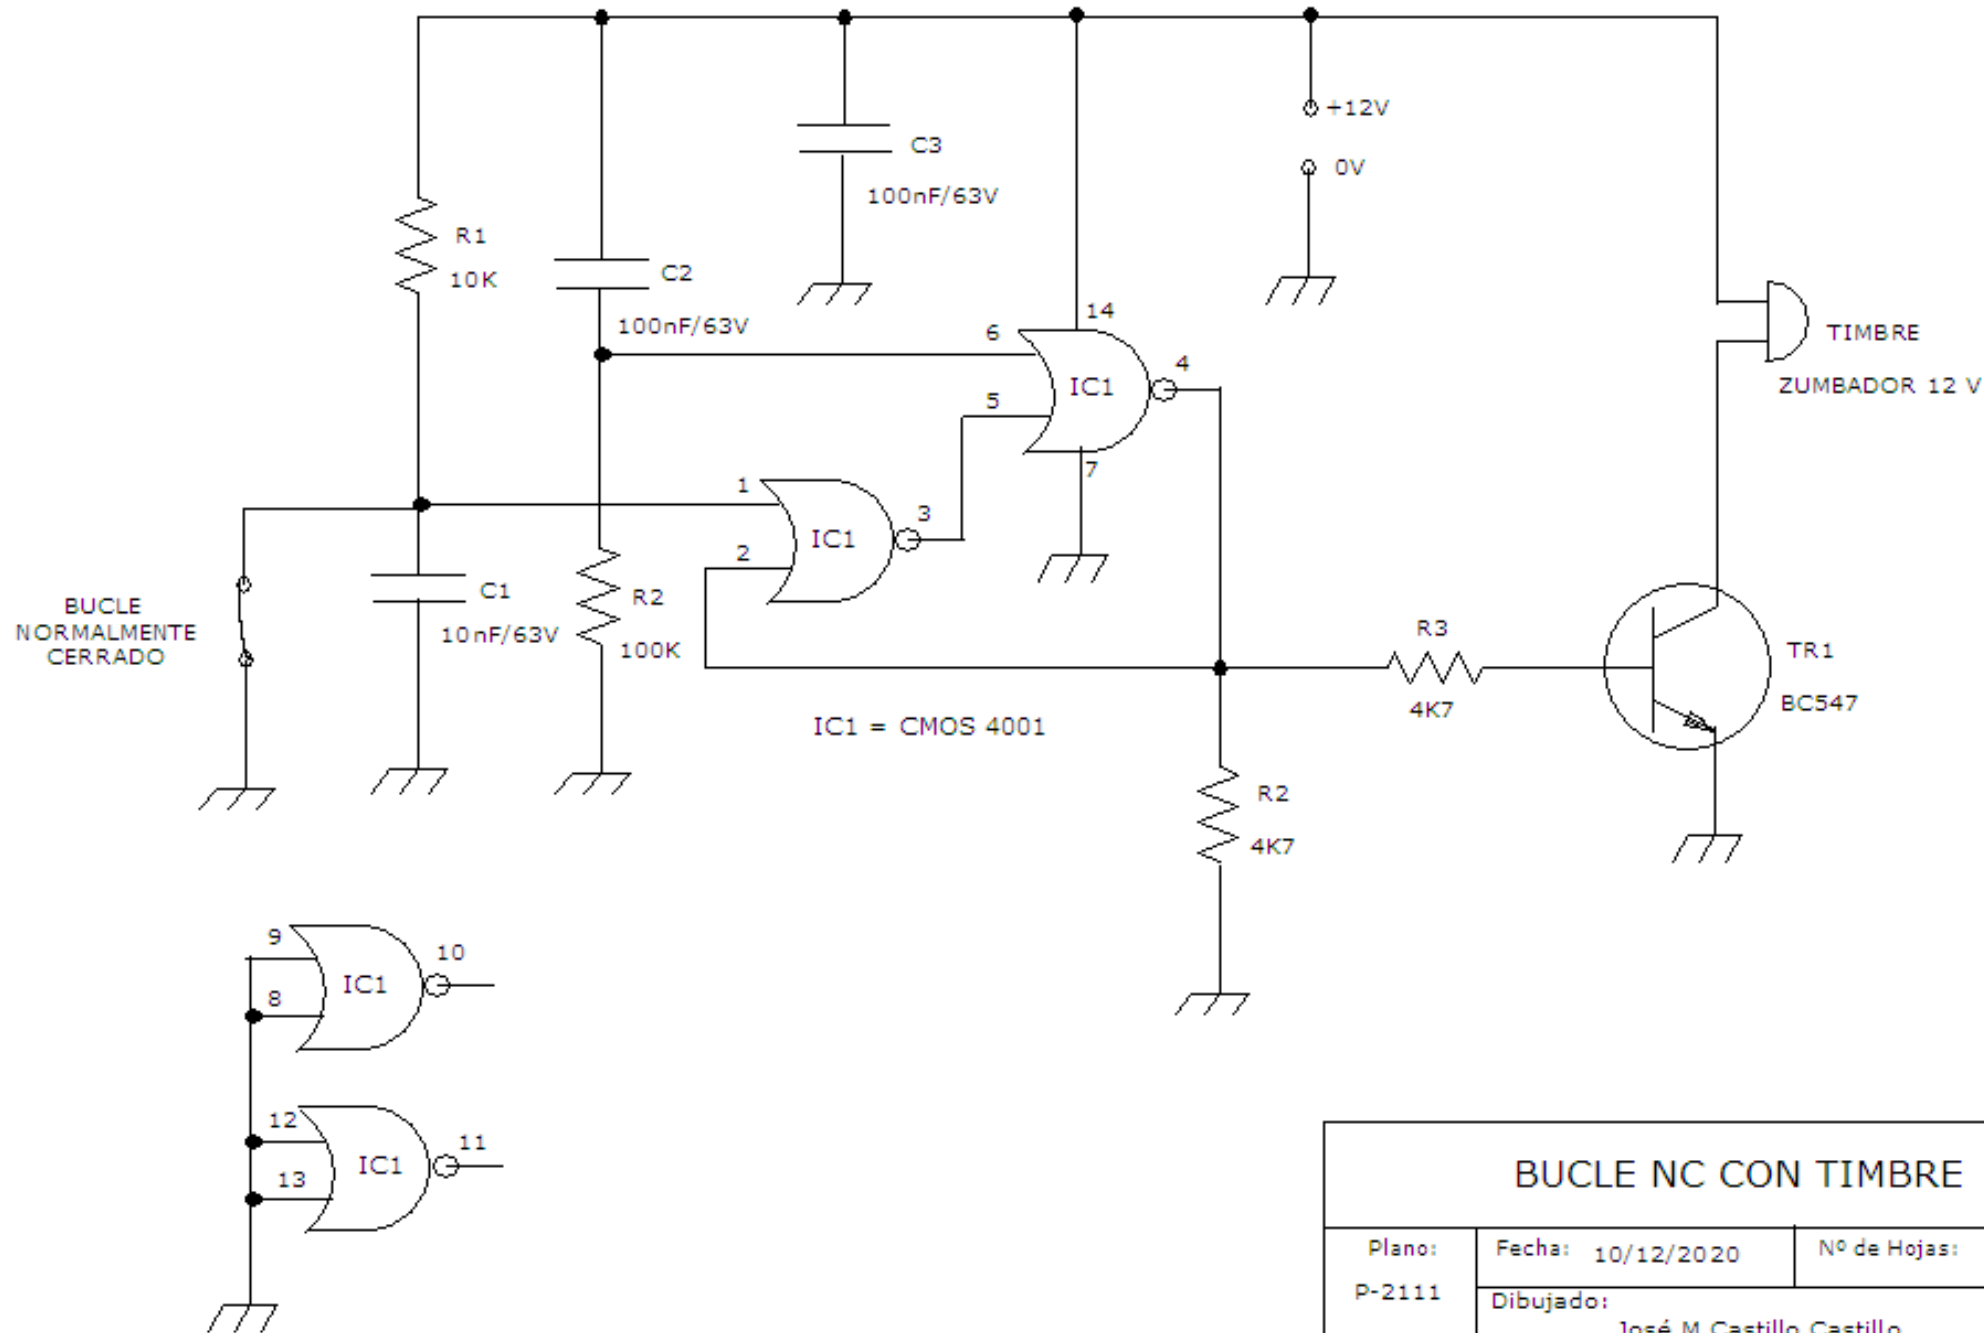 +12V
0V
C3
100nF/63V
R1
10K
C2
100nF/63V
14
6
IC1
4
5
7
TIMBRE
ZUMBADOR 12 V
1
IC1
3
2
BUCLE
NORMALMENTE
CERRADO
C1
10nF/63V
R2
100K
R3
4K7
TR1
BC547
IC1 = CMOS 4001
R2
4K7
9
IC1
10
8
12
IC1
11
13
BUCLE NC CON TIMBRE
Plano:
P-2111
Fecha: 10/12/2020
Nº de Hojas:
Dibujado:
José M Castillo Castillo